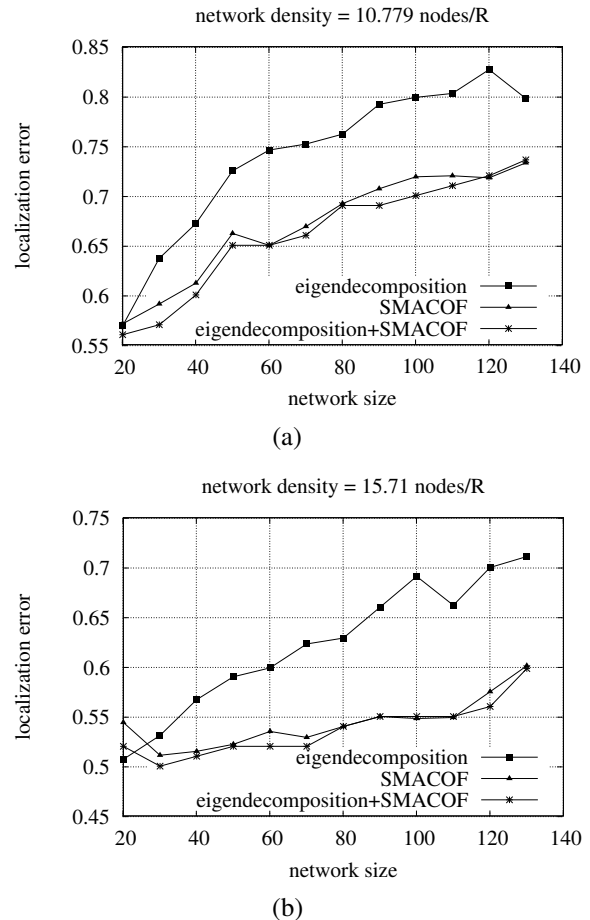 network density = 10.779 nodes/R
0.85
0.8
0.75
0.7
0.65
0.6
0.55
localization error
eigendecomposition
SMACOF
eigendecomposition+SMACOF
20 40 60 80 100 120 140
network size
(a)
network density = 15.71 nodes/R
0.75
0.7
0.65
0.6
0.55
0.5
0.45
localization error
eigendecomposition
SMACOF
eigendecomposition+SMACOF
20 40 60 80 100 120 140
network size
(b)